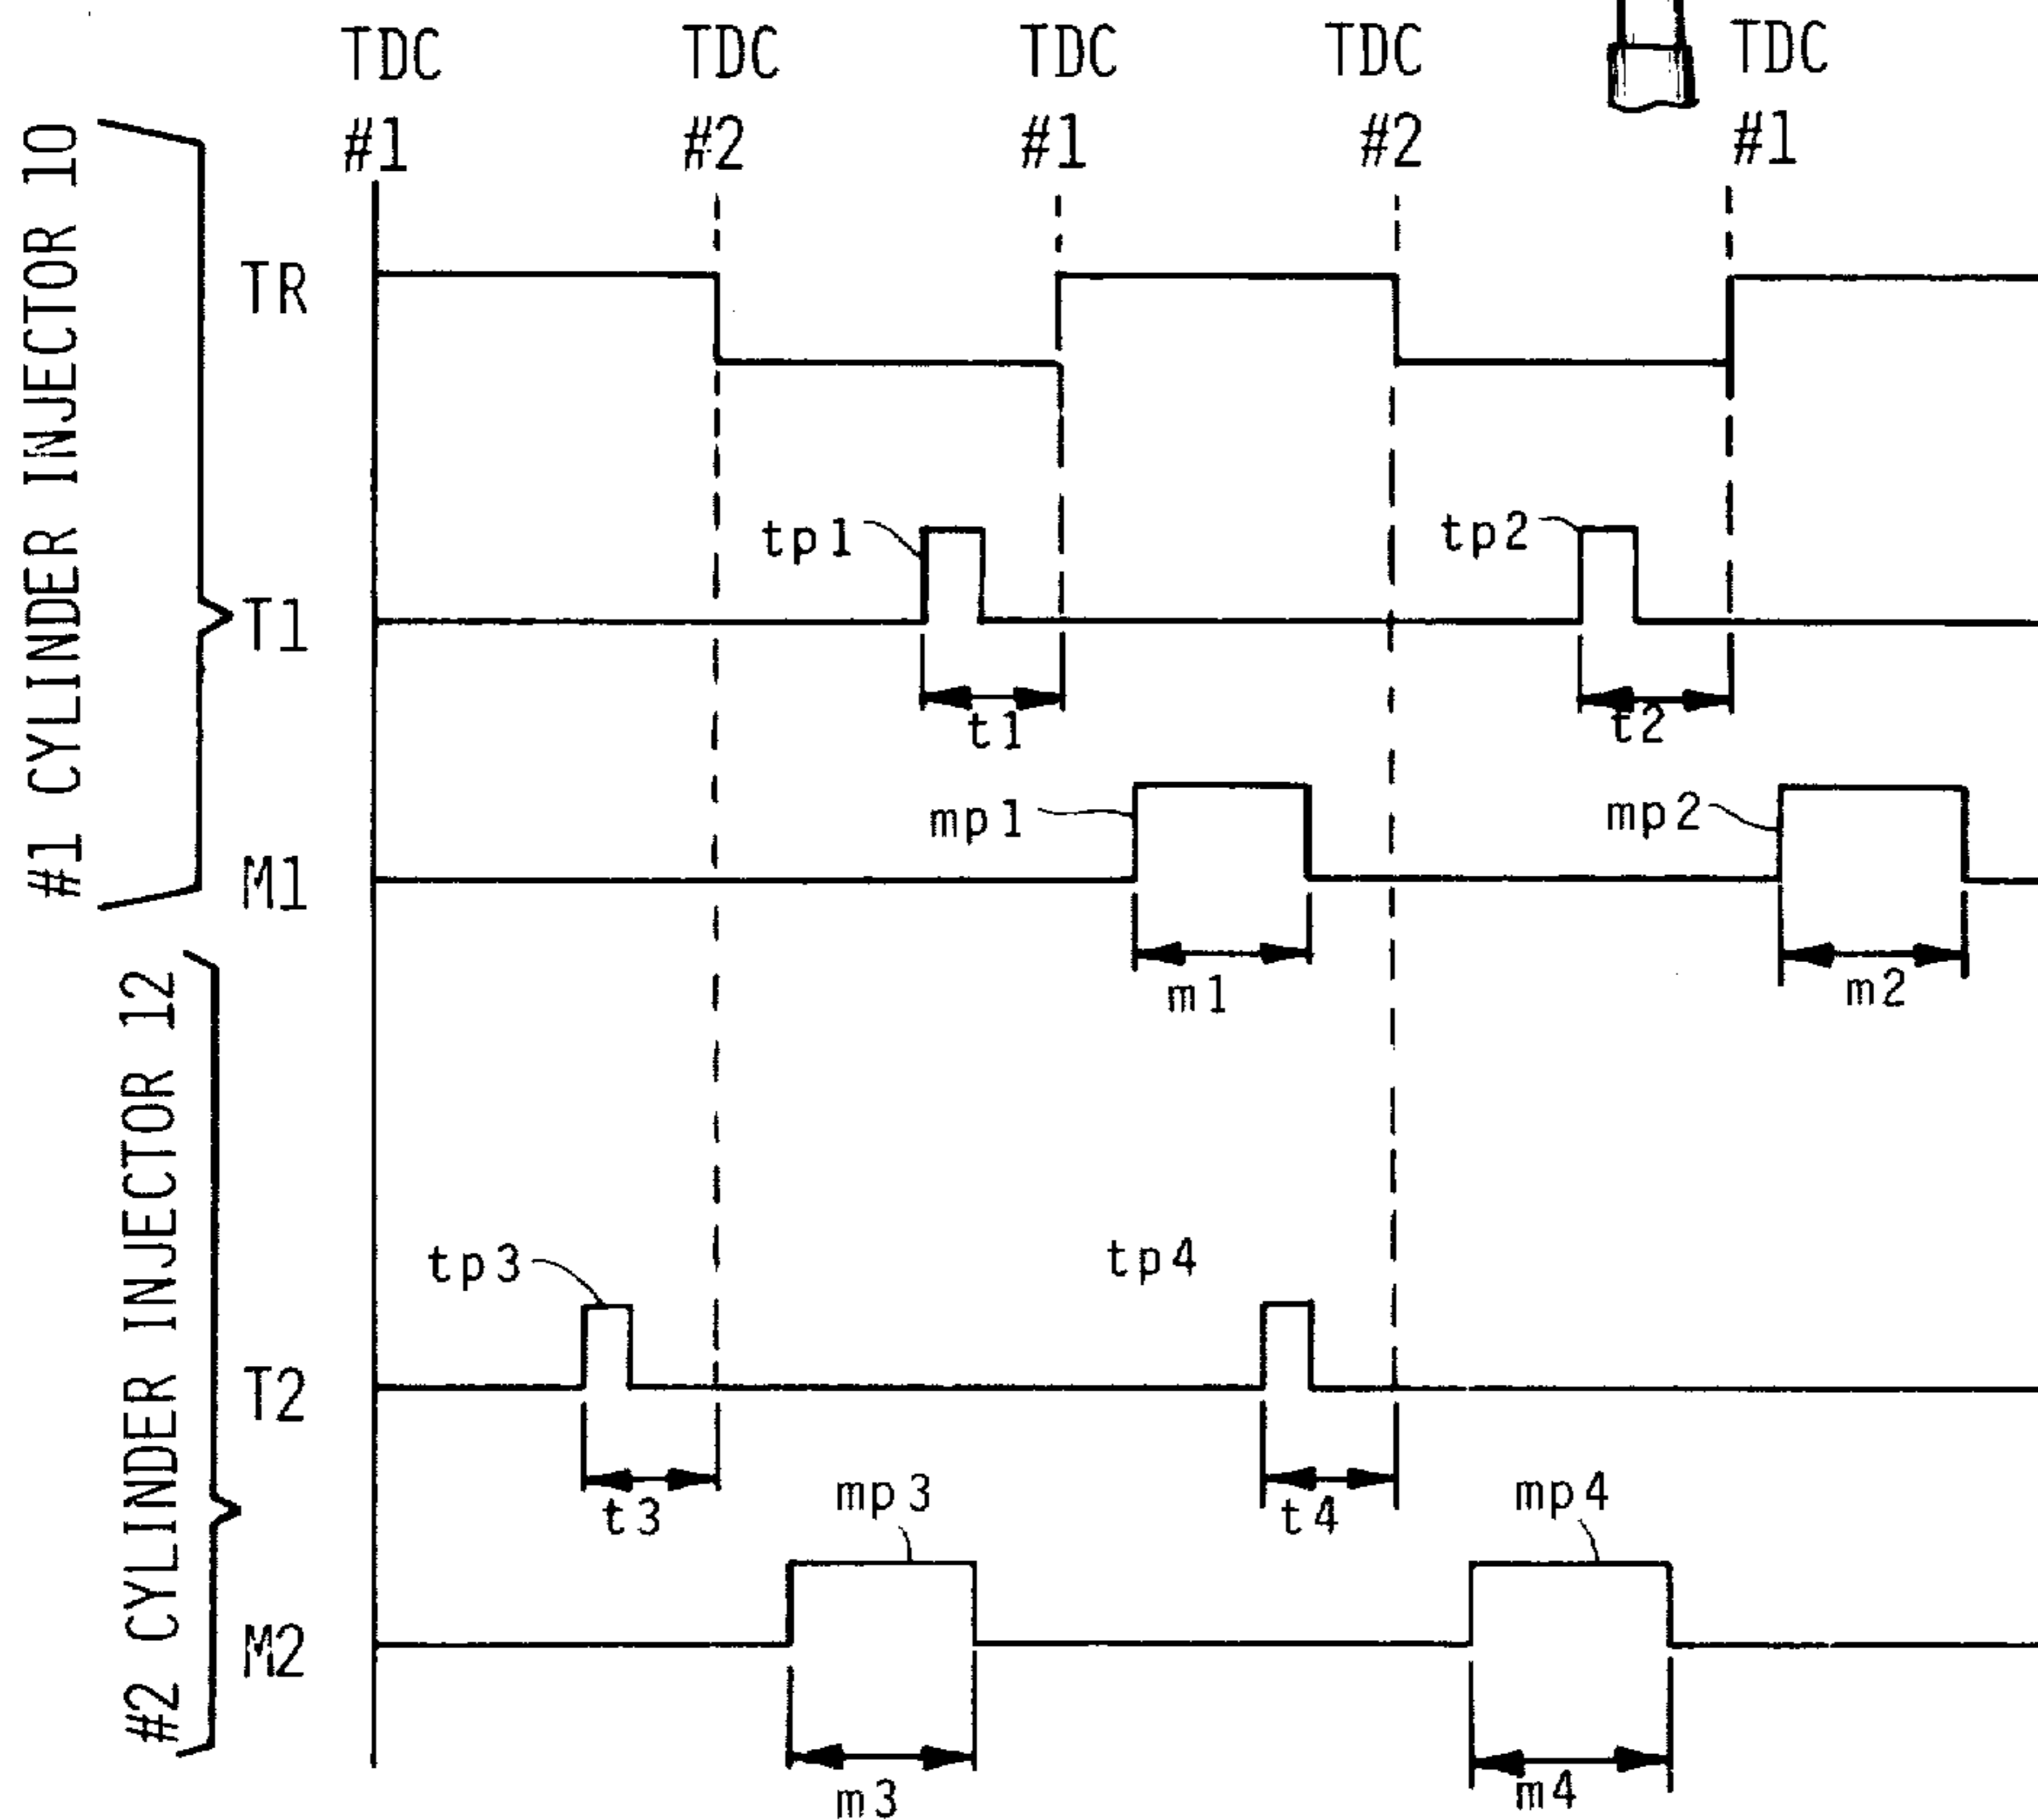 TDC TDC TDC TDC TDC
#1 #2 #1 #2 #1
#1 CYLINDER INJECTOR 10
TR
tp1 tp2
T1
t1 t2
mp1 mp2
M1
m1 m2
#2 CYLINDER INJECTOR 12
tp3 tp4
T2
t3 t4
mp3 mp4
M2
m3 m4